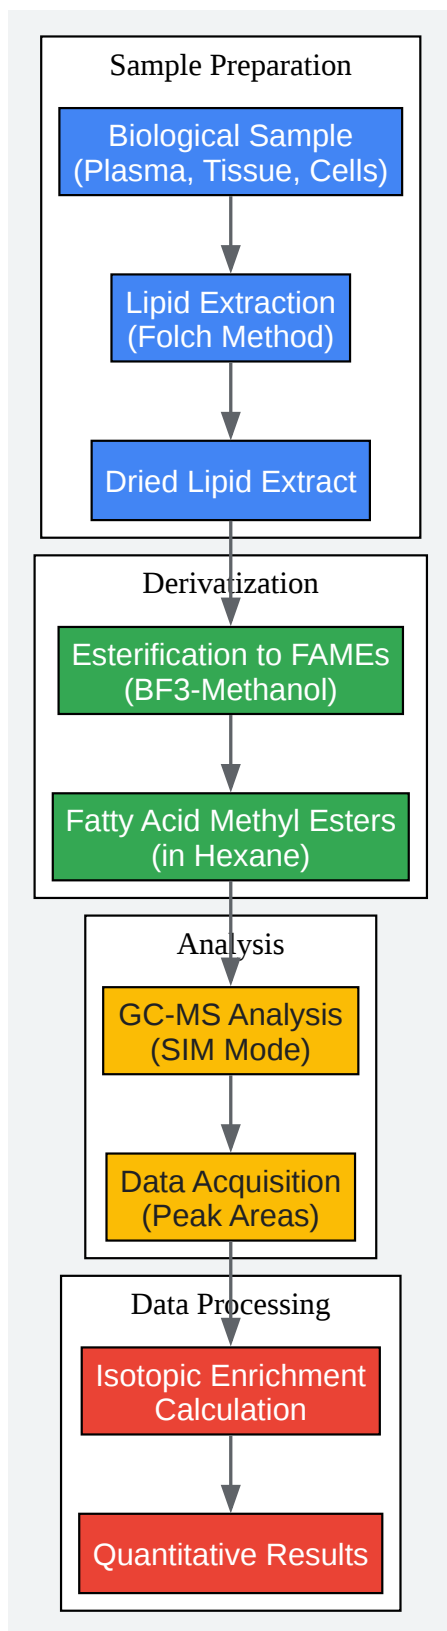 Sample Preparation
Biological Sample
(Plasma, Tissue, Cells)
Lipid Extraction
(Folch Method)
Dried Lipid Extract
Derivatization
Esterification to FAMEs
(BF3-Methanol)
Fatty Acid Methyl Esters
(in Hexane)
Analysis
GC-MS Analysis
(SIM Mode)
Data Acquisition
(Peak Areas)
Data Processing
Isotopic Enrichment
Calculation
Quantitative Results